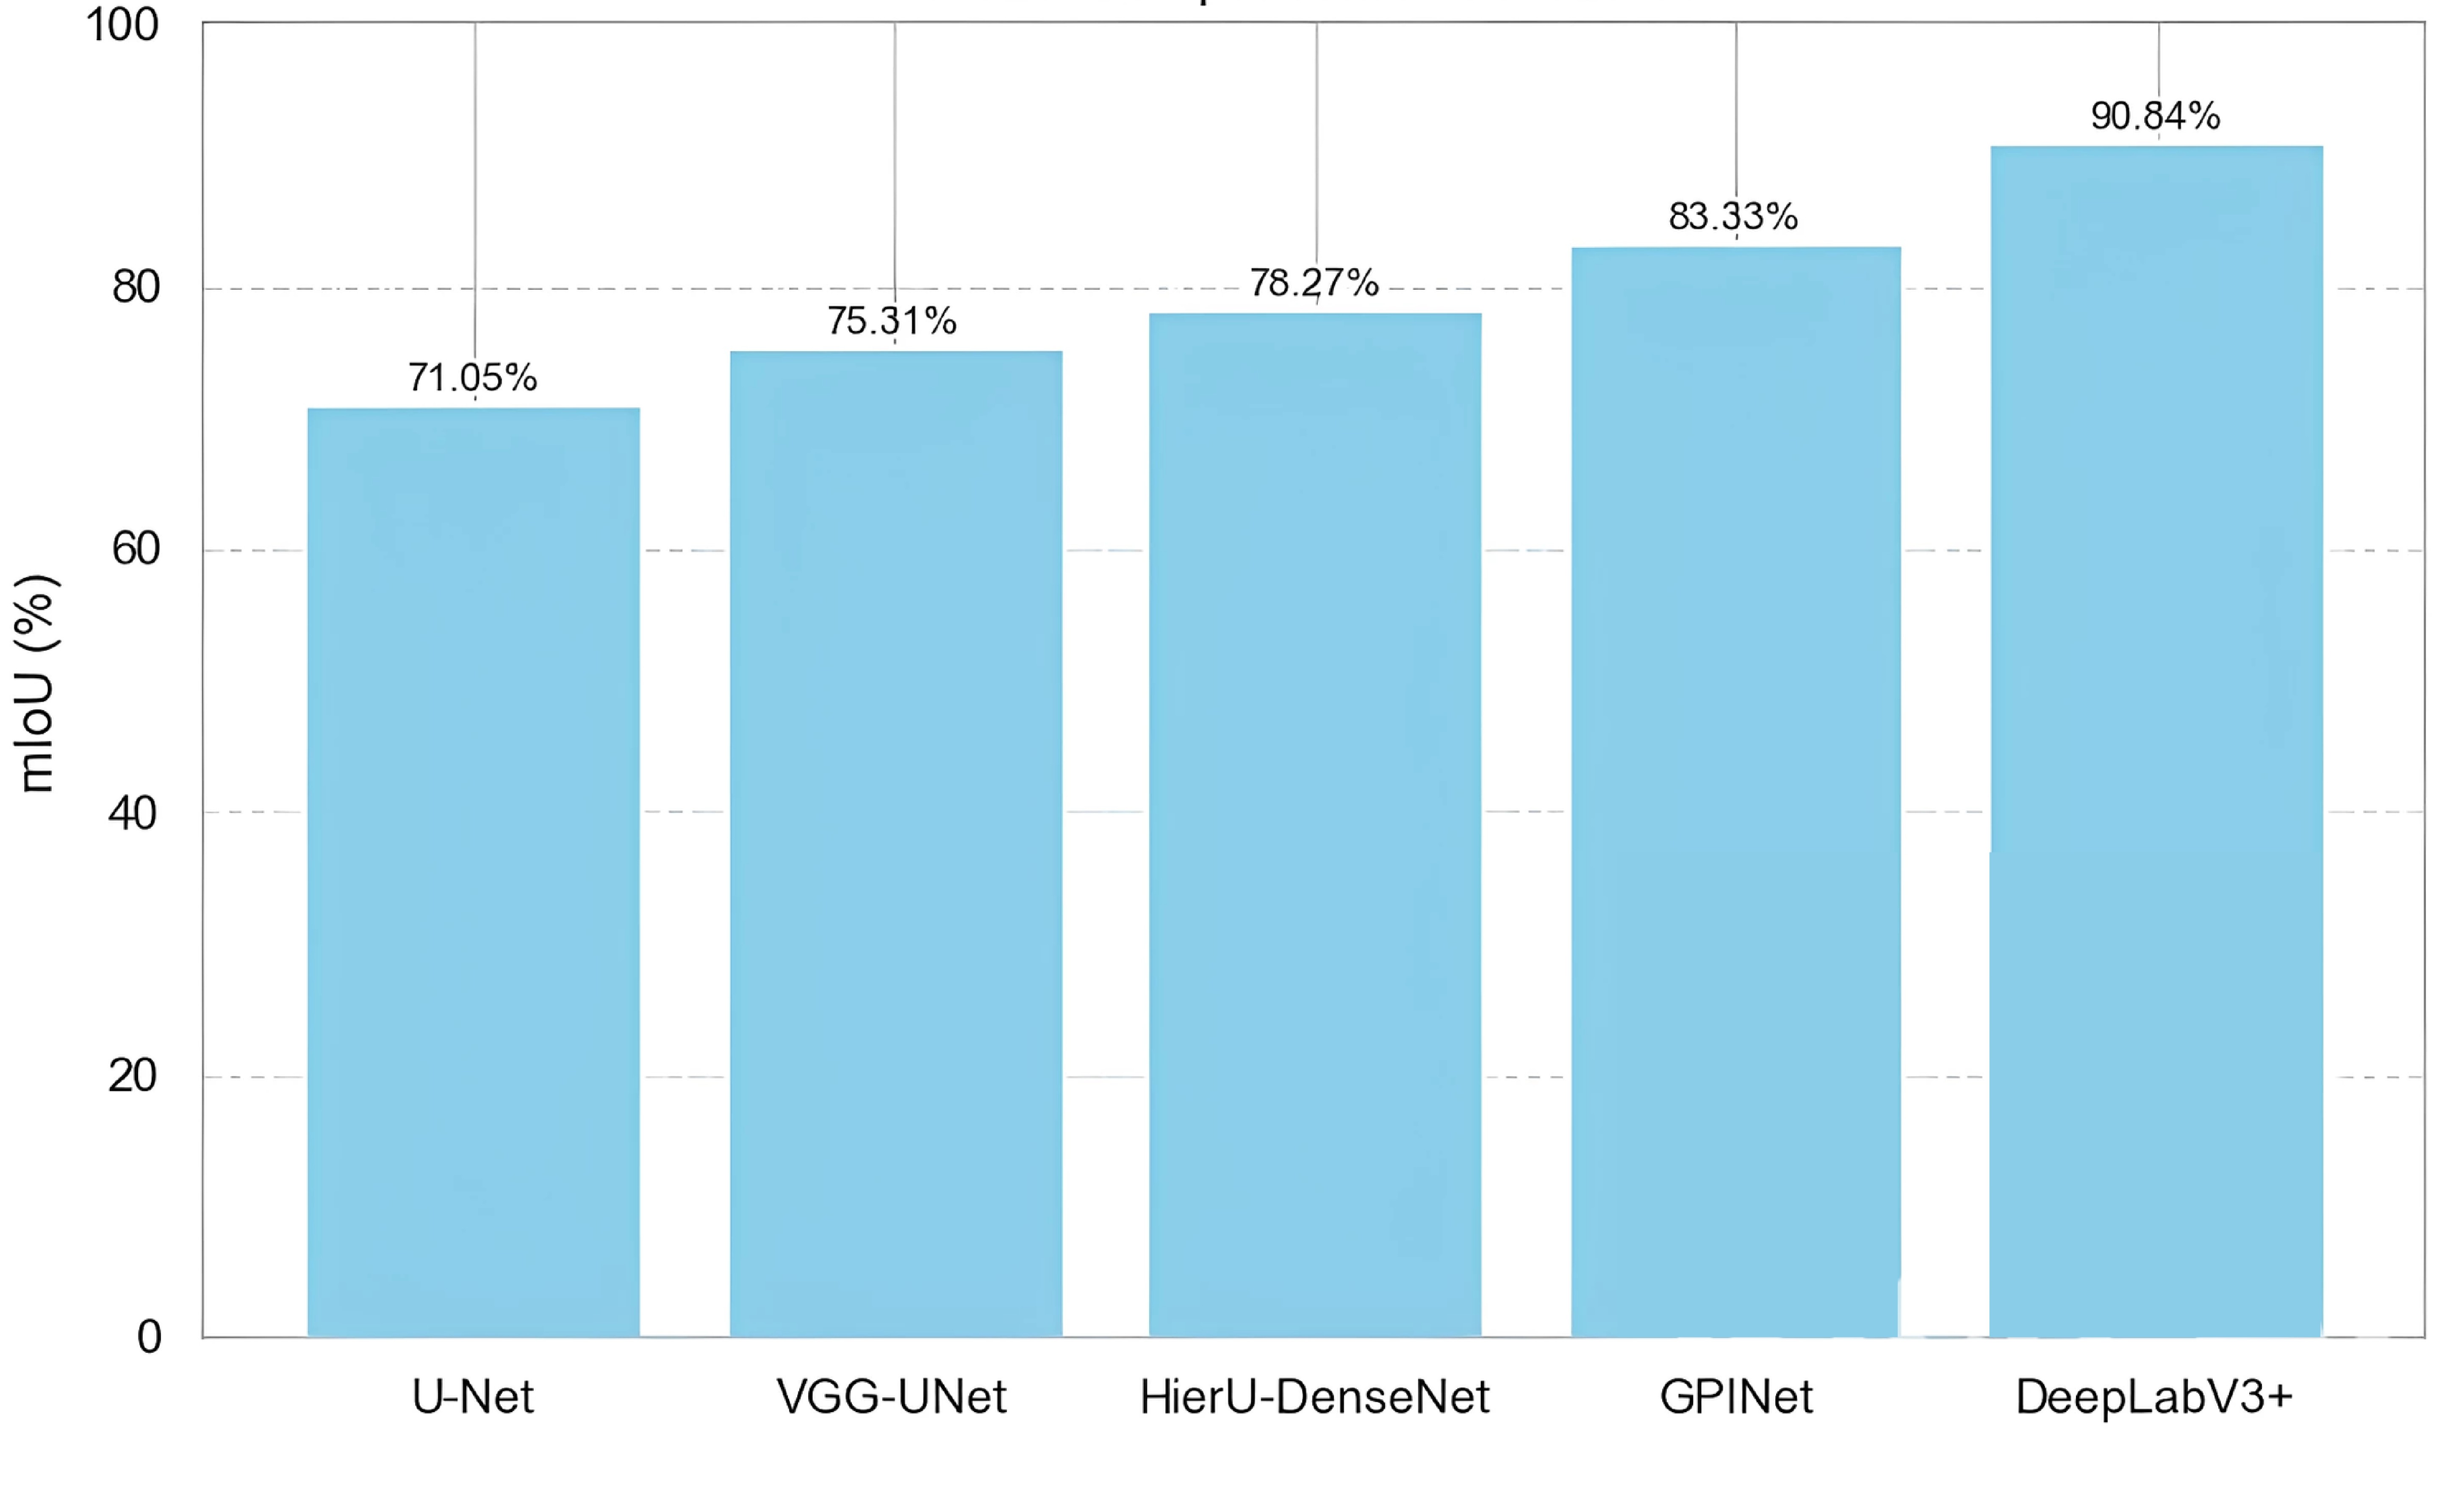 100
80
60
40
20
0
mIoU (%)
71.05%
75.31%
78.27%
83.33%
90.84%
U-Net
VGG-UNet
HierU-DenseNet
GPINet
DeepLabV3+